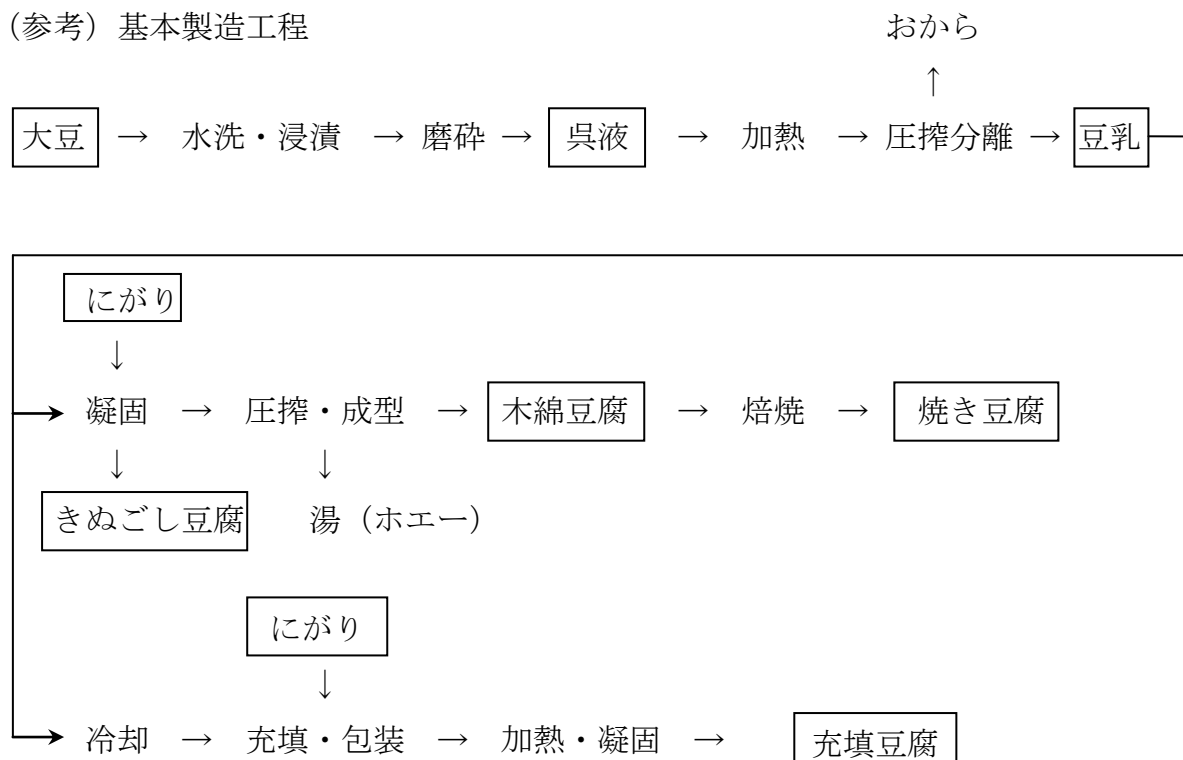 （参考）基本製造工程 おから
↑
大豆 → 水洗・浸漬 → 磨砕 → 呉液 → 加熱 → 圧搾分離 → 豆乳
にがり
↓
凝固 → 圧搾・成型 → 木綿豆腐 → 焙焼 → 焼き豆腐
↓ ↓
きぬごし豆腐 湯（ホエー）
にがり
↓
冷却 → 充填・包装 → 加熱・凝固 → 充填豆腐